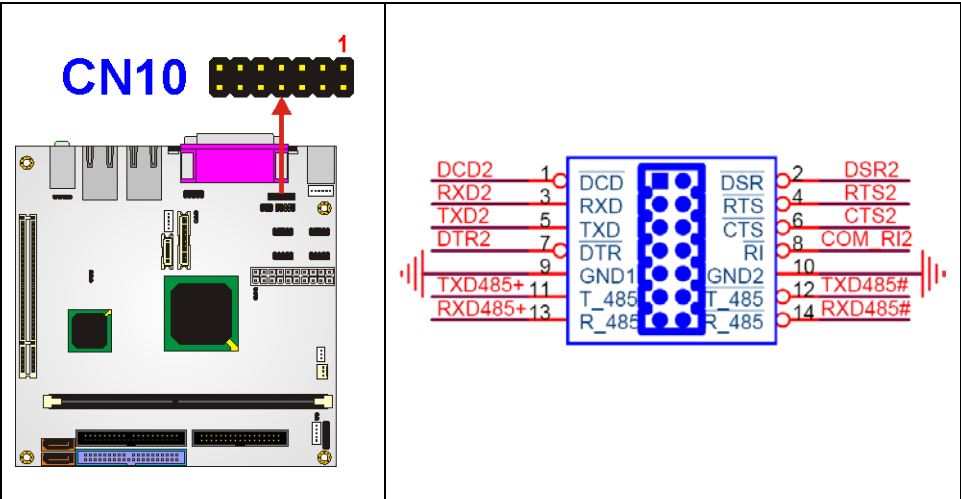 1
CN10
DCD2 1 DCD DSR 2 DSR2
RXD2 3 RXD RTS 4 RTS2
TXD2 5 TXD CTS 6 CTS2
DTR2 7 DTR RI 8 COM_RI2
9 GND1 GND2 10
TXD485+ 11 T_485 T_485 12 TXD485#
RXD485+ 13 R_485 R_485 14 RXD485#